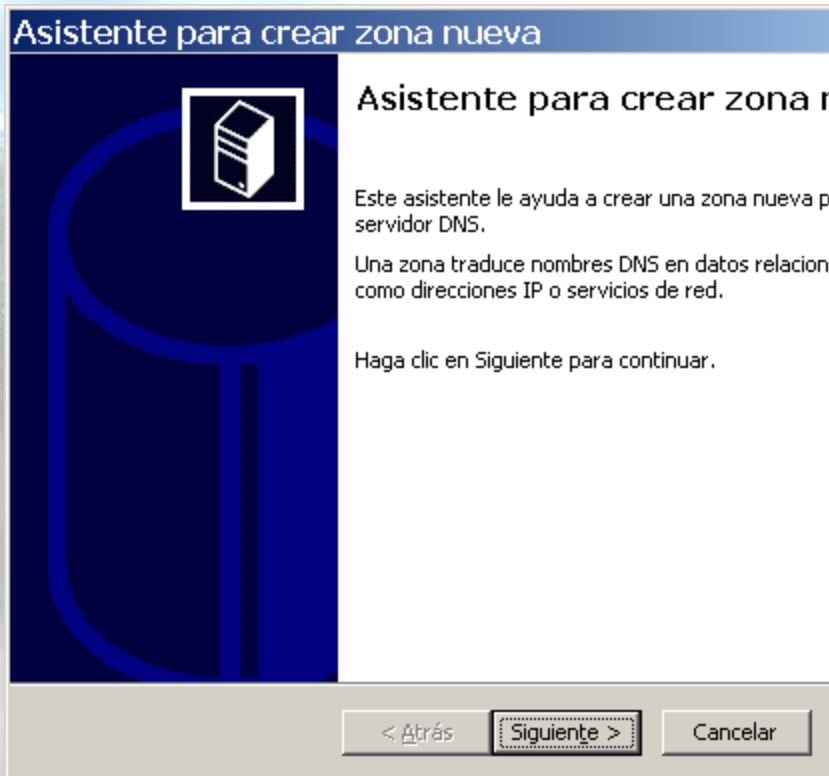 Asistente para crear zona nueva
Asistente para crear zona
Este asistente le ayuda a crear una zona nueva
servidor DNS.
Una zona traduce nombres DNS en datos
como direcciones IP o servicios de red.
Haga clic en Siguiente para continuar.
< Atrás
Siguiente >
Cancelar